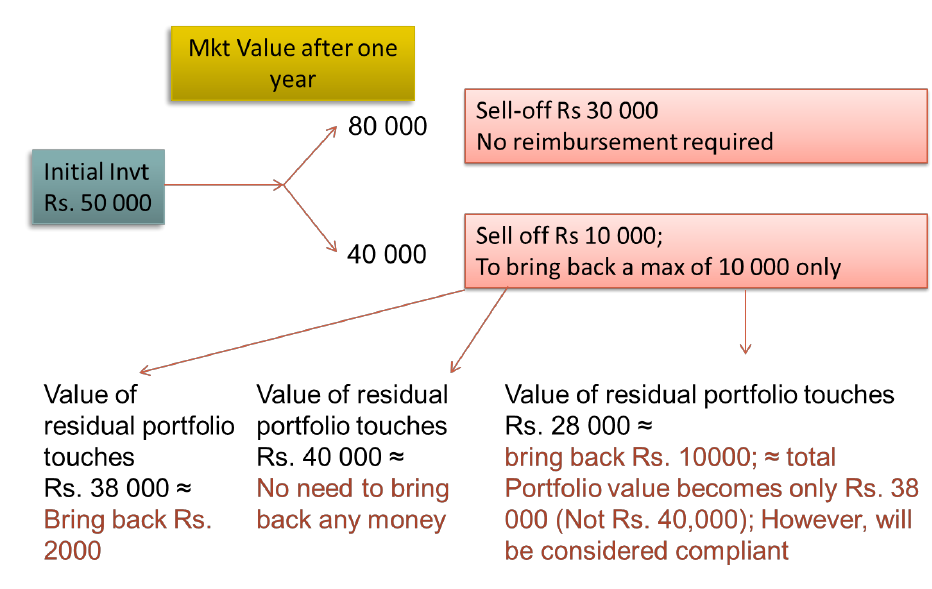 Mkt Value after one
year
80 000
Sell-off Rs 30 000
No reimbursement required
Initial Invt
Rs. 50 000
40 000
Sell off Rs 10 000;
To bring back a max of 10 000 only
Value of
residual portfolio
touches
Rs. 38 000 ≈
Bring back Rs.
2000
Value of residual
portfolio touches
Rs. 40 000 ≈
No need to bring
back any money
Value of residual portfolio touches
Rs. 28 000 ≈
bring back Rs. 10000; ≈ total
Portfolio value becomes only Rs. 38
000 (Not Rs. 40,000); However, will
be considered compliant